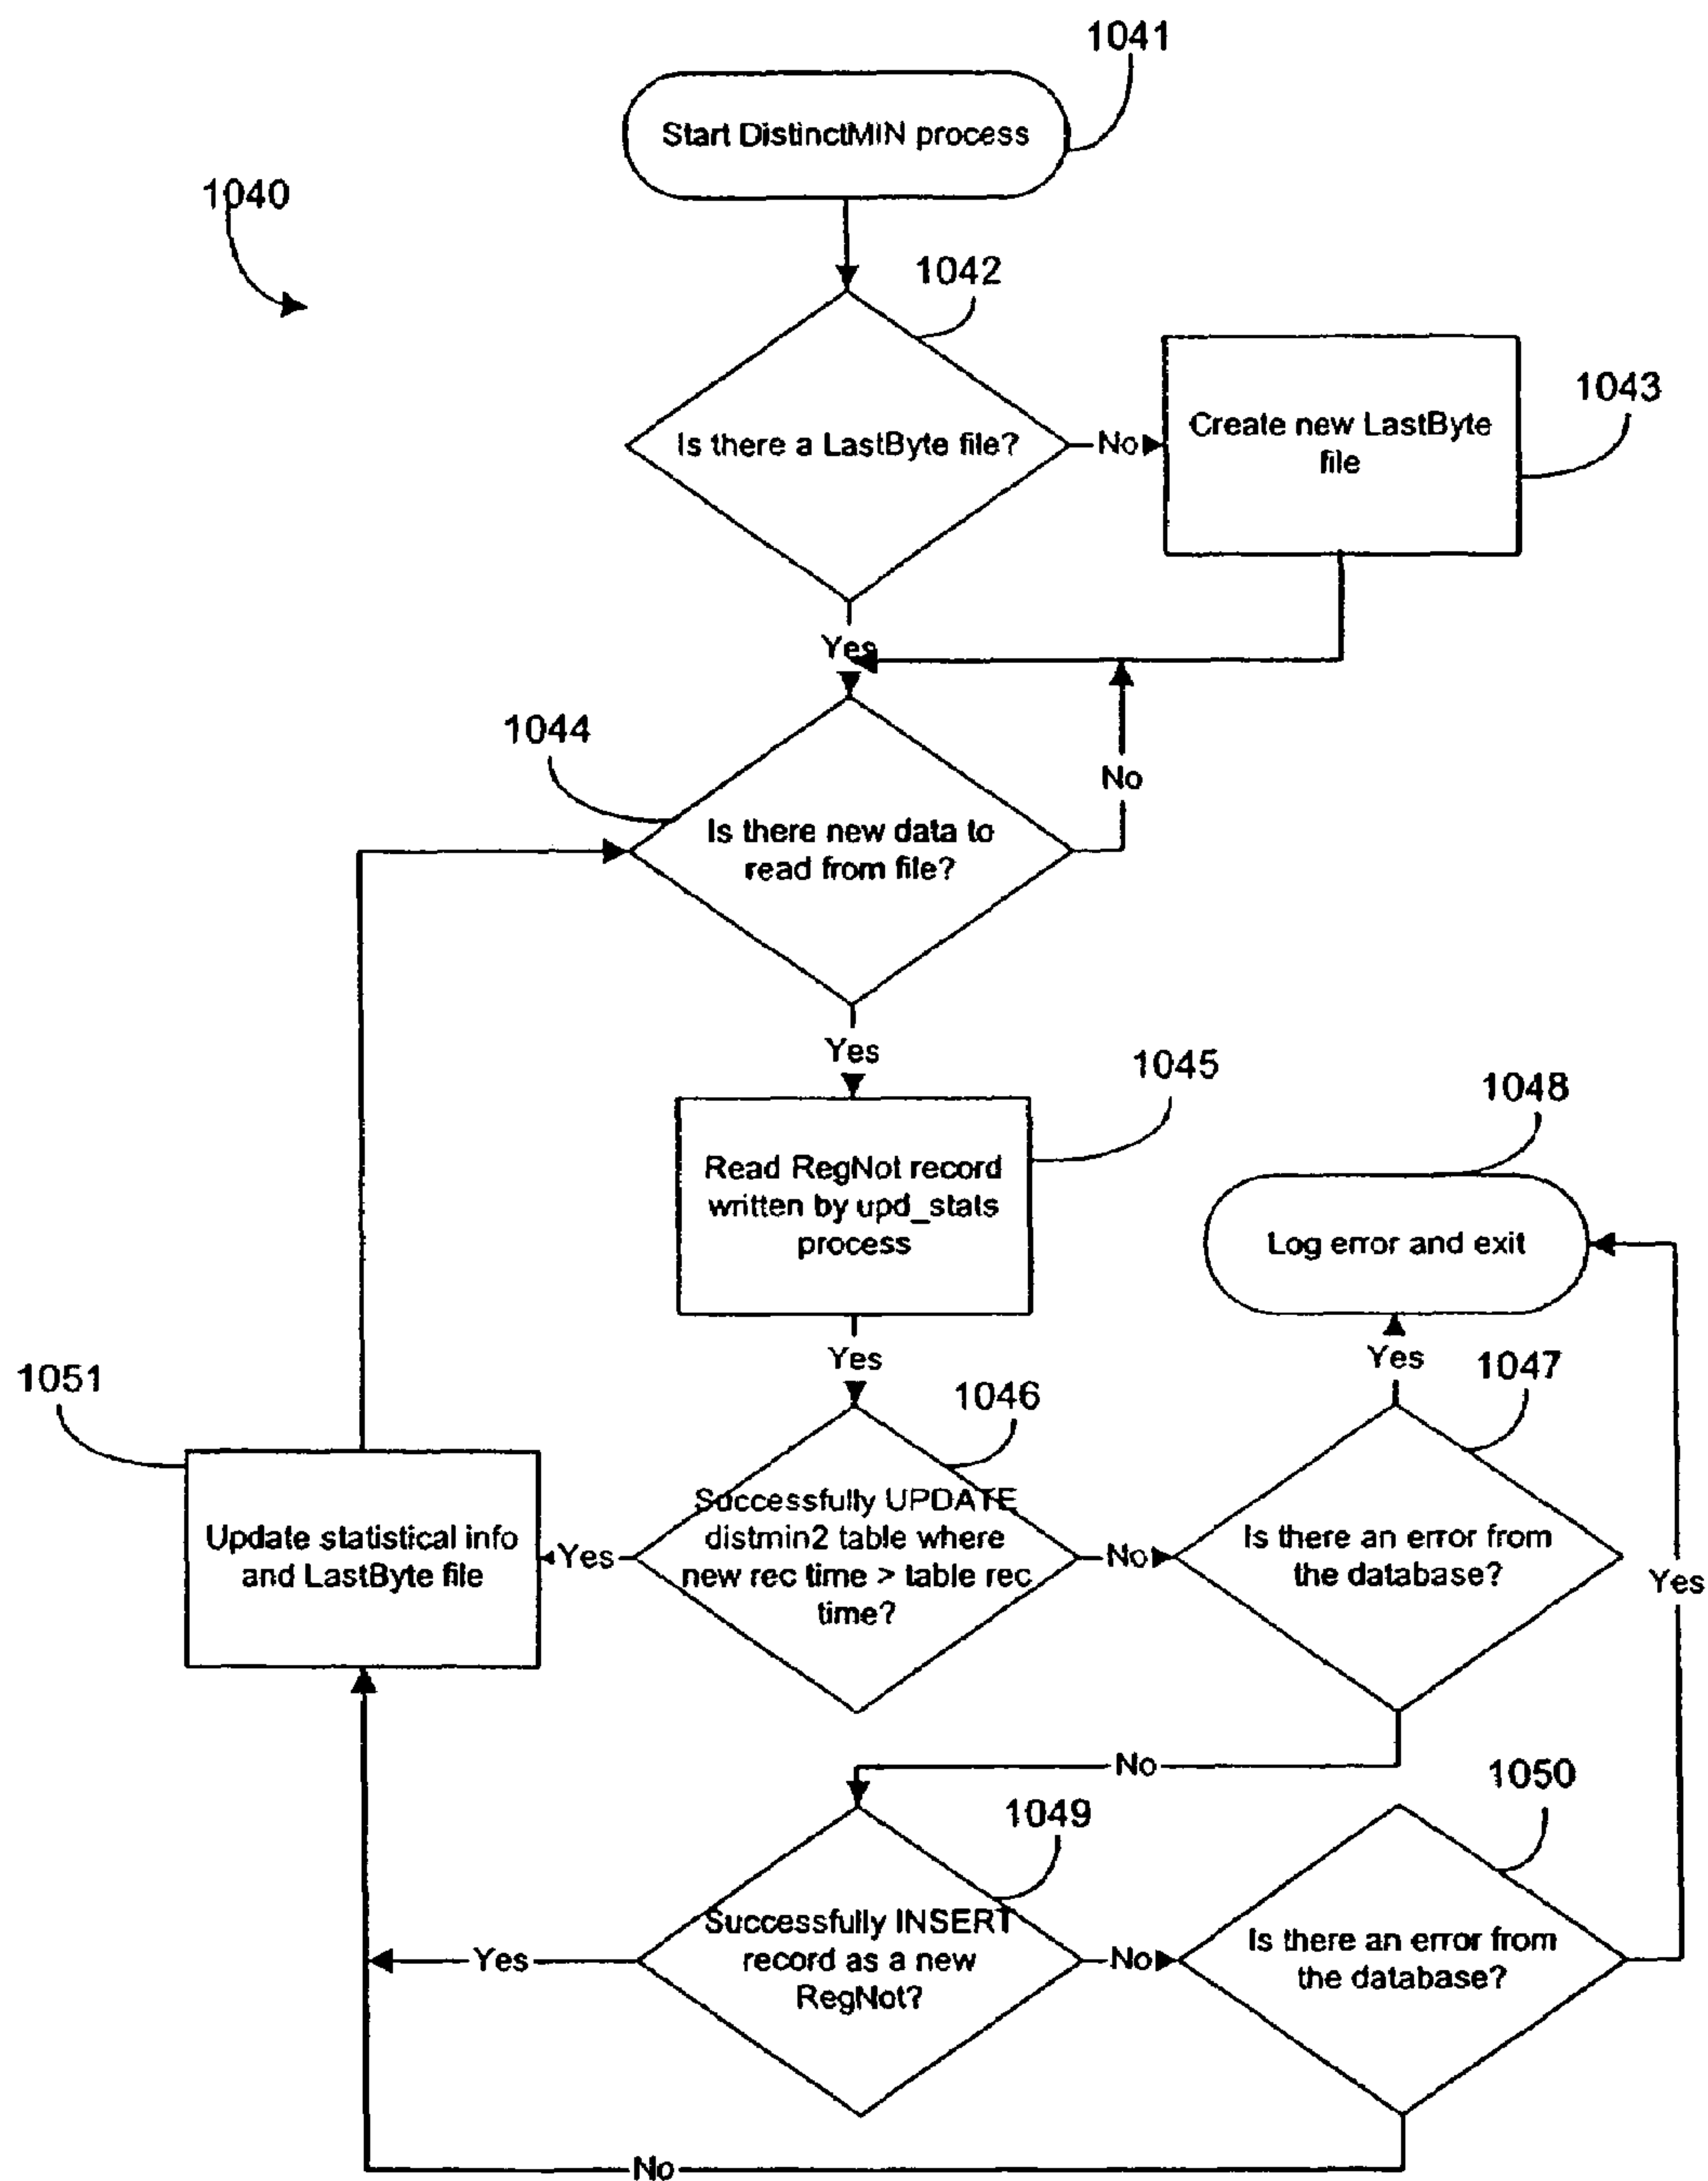 1041
Start DistinctMIN process
1040
1042
Is there a LastByte file?
No
Create new LastByte
file
1043
Yes
1044
No
Is there new data to
read from file?
Yes
1045
1048
Read RegNot record
written by upd_stats
process
Log error and exit
Yes
Yes
1047
1051
1046
Update statistical info
and LastByte file
Yes
Successfully UPDATE
distmin2 table where
new rec time > table rec
time?
No
Is there an error from
the database?
Yes
No
1050
1049
Yes
Successfully INSERT
record as a new
RegNot?
No
Is there an error from
the database?
No